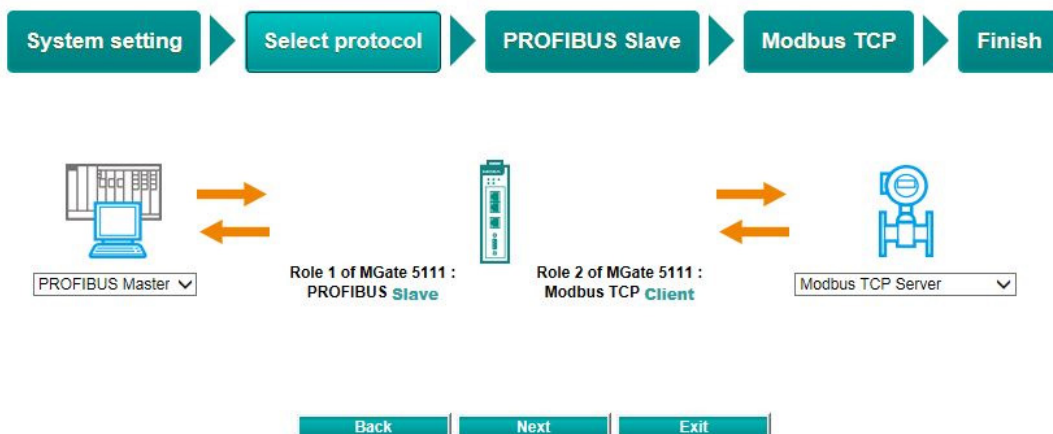 System setting
Select protocol
PROFIBUS Slave
Modbus TCP
Finish
PROFIBUS Master
Role 1 of MGate 5111 :
PROFIBUS Slave
Role 2 of MGate 5111 :
Modbus TCP Client
Modbus TCP Server
Back
Next
Exit